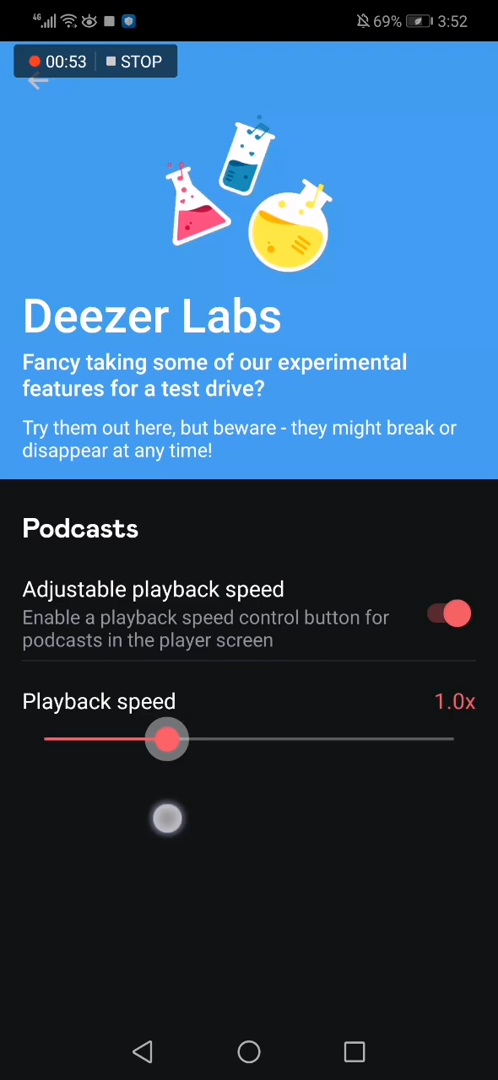 4G 69% 3:52
00:53 STOP
Deezer Labs
Fancy taking some of our experimental
features for a test drive?
Try them out here, but beware - they might break or
disappear at any time!
Podcasts
Adjustable playback speed
Enable a playback speed control button for
podcasts in the player screen
Playback speed 1.0x